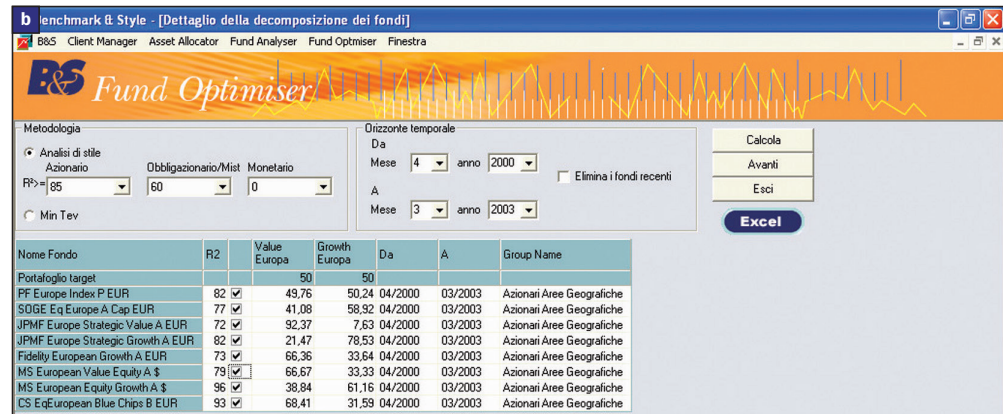 b
enchmark & Style - [Dettaglio della decomposizione dei fondi]
B&S Client Manager Asset Allocator Fund Analyser Fund Optmiser Finestra
B&S Fund Optimiser
Metodologia
Analisi di stile
Azionario Obbligazionario/Mist Monetario
R²>= 85 60 0
Min Tev
Orizzonte temporale
Da
Mese 4 anno 2000
Elimina i fondi recenti
A
Mese 3 anno 2003
Calcola
Avanti
Esci
Excel
Nome Fondo R2 Value Europa Growth Europa Da A Group Name
Portafoglio target 50 50
PF Europe Index P EUR 82 49,76 50,24 04/2000 03/2003 Azionari Aree Geografiche
SOGE Eq Europe A Cap EUR 77 41,08 58,92 04/2000 03/2003 Azionari Aree Geografiche
JPMF Europe Strategic Value A EUR 72 92,37 7,63 04/2000 03/2003 Azionari Aree Geografiche
JPMF Europe Strategic Growth A EUR 82 21,47 78,53 04/2000 03/2003 Azionari Aree Geografiche
Fidelity European Growth A EUR 73 66,36 33,64 04/2000 03/2003 Azionari Aree Geografiche
MS European Value Equity A $ 79 66,67 33,33 04/2000 03/2003 Azionari Aree Geografiche
MS European Equity Growth A $ 96 38,84 61,16 04/2000 03/2003 Azionari Aree Geografiche
CS EqEuropean Blue Chips B EUR 93 68,41 31,59 04/2000 03/2003 Azionari Aree Geografiche